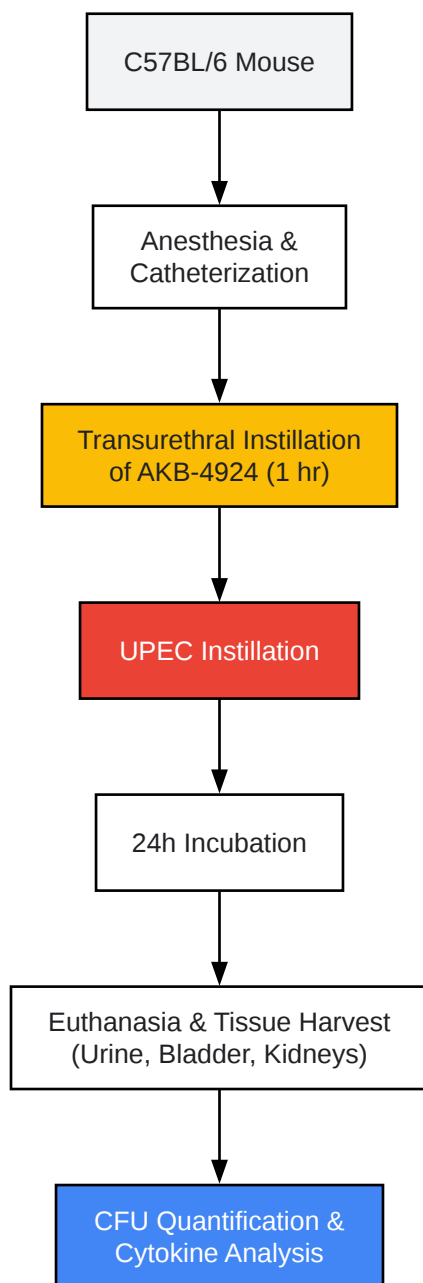 C57BL/6 Mouse
Anesthesia &
Catheterization
Transurethral Instillation
of AKB-4924 (1 hr)
UPEC Instillation
24h Incubation
Euthanasia & Tissue Harvest
(Urine, Bladder, Kidneys)
CFU Quantification &
Cytokine Analysis